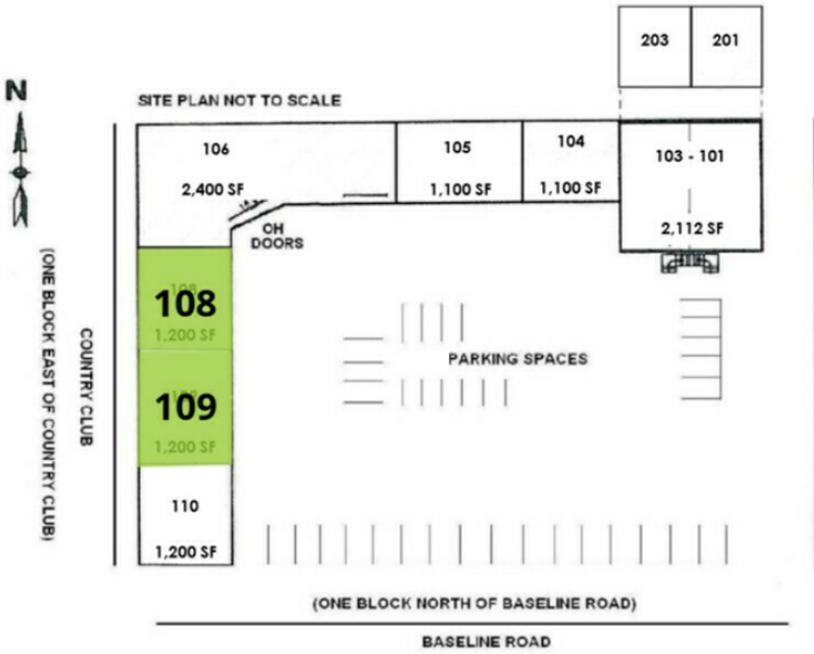 203 201
N
SITE PLAN NOT TO SCALE
106
105
104
103 - 101
2,400 SF
1,100 SF
1,100 SF
2,112 SF
OH
DOORS
108
108
1,200 SF
PARKING SPACES
109
1,200 SF
110
1,200 SF
COUNTRY CLUB
(ONE BLOCK EAST OF COUNTRY CLUB)
(ONE BLOCK NORTH OF BASELINE ROAD)
BASELINE ROAD